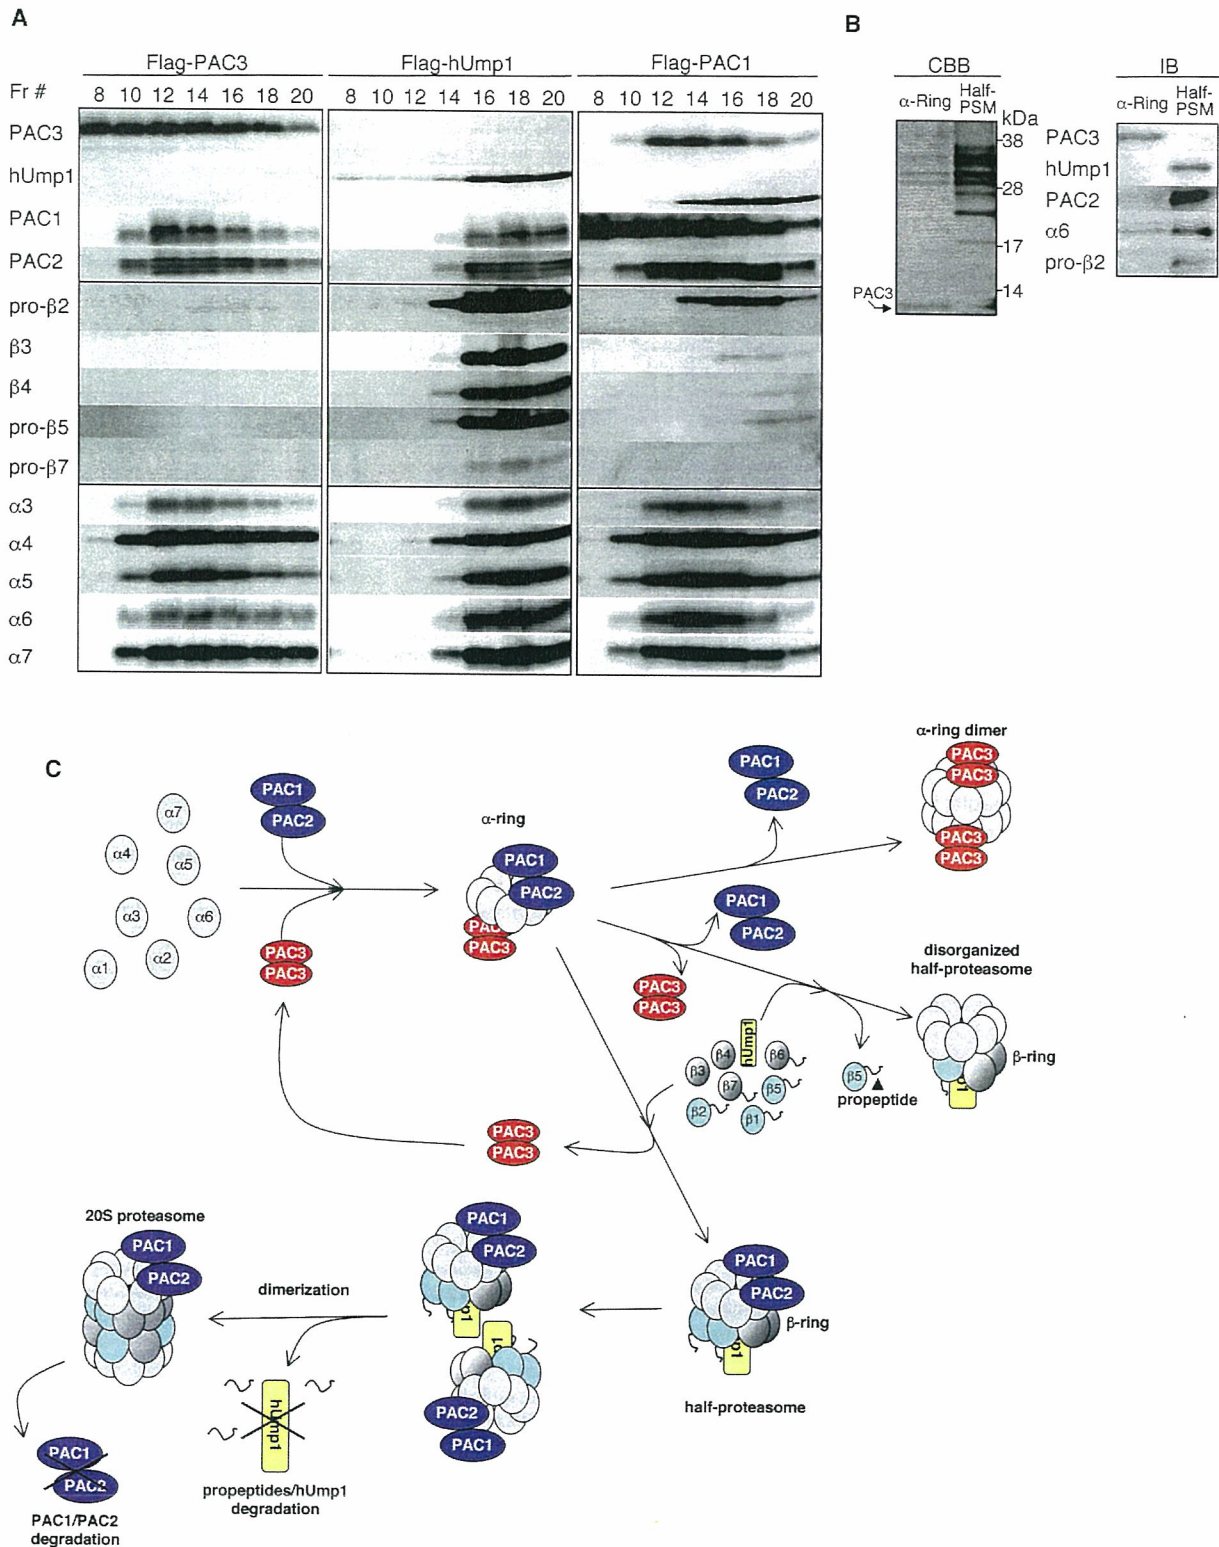 A
Flag-PAC3 Flag-hUmp1 Flag-PAC1
Fr # 8 10 12 14 16 18 20 8 10 12 14 16 18 20 8 10 12 14 16 18 20
PAC3
hUmp1
PAC1
PAC2
pro-β2
β3
β4
pro-β5
pro-β7
α3
α4
α5
α6
α7
B
CBB
α-Ring Half-PSM
kDa
38
28
17
14
PAC3
IB
α-Ring Half-PSM
PAC3
hUmp1
PAC2
α6
pro-β2
C
α7
α4
α5
α3
α6
α1
α2
PAC1
PAC2
PAC3
PAC3
α-ring
PAC1
PAC2
PAC3
PAC1
PAC2
α-ring dimer
PAC3
PAC3
PAC3
PAC3
PAC1
PAC2
PAC3
PAC3
disorganized
half-proteasome
β-ring
p1
hUmp1
β4
β6
β3
β7
β5
β2
β1
β5
propeptide
PAC3
PAC3
20S proteasome
PAC1
PAC2
dimerization
hUmp1
propeptides/hUmp1
degradation
PAC1
PAC2
p1
PAC2
PAC1
PAC1
PAC2
β-ring
p1
half-proteasome
PAC1
PAC2
PAC1/PAC2
degradation